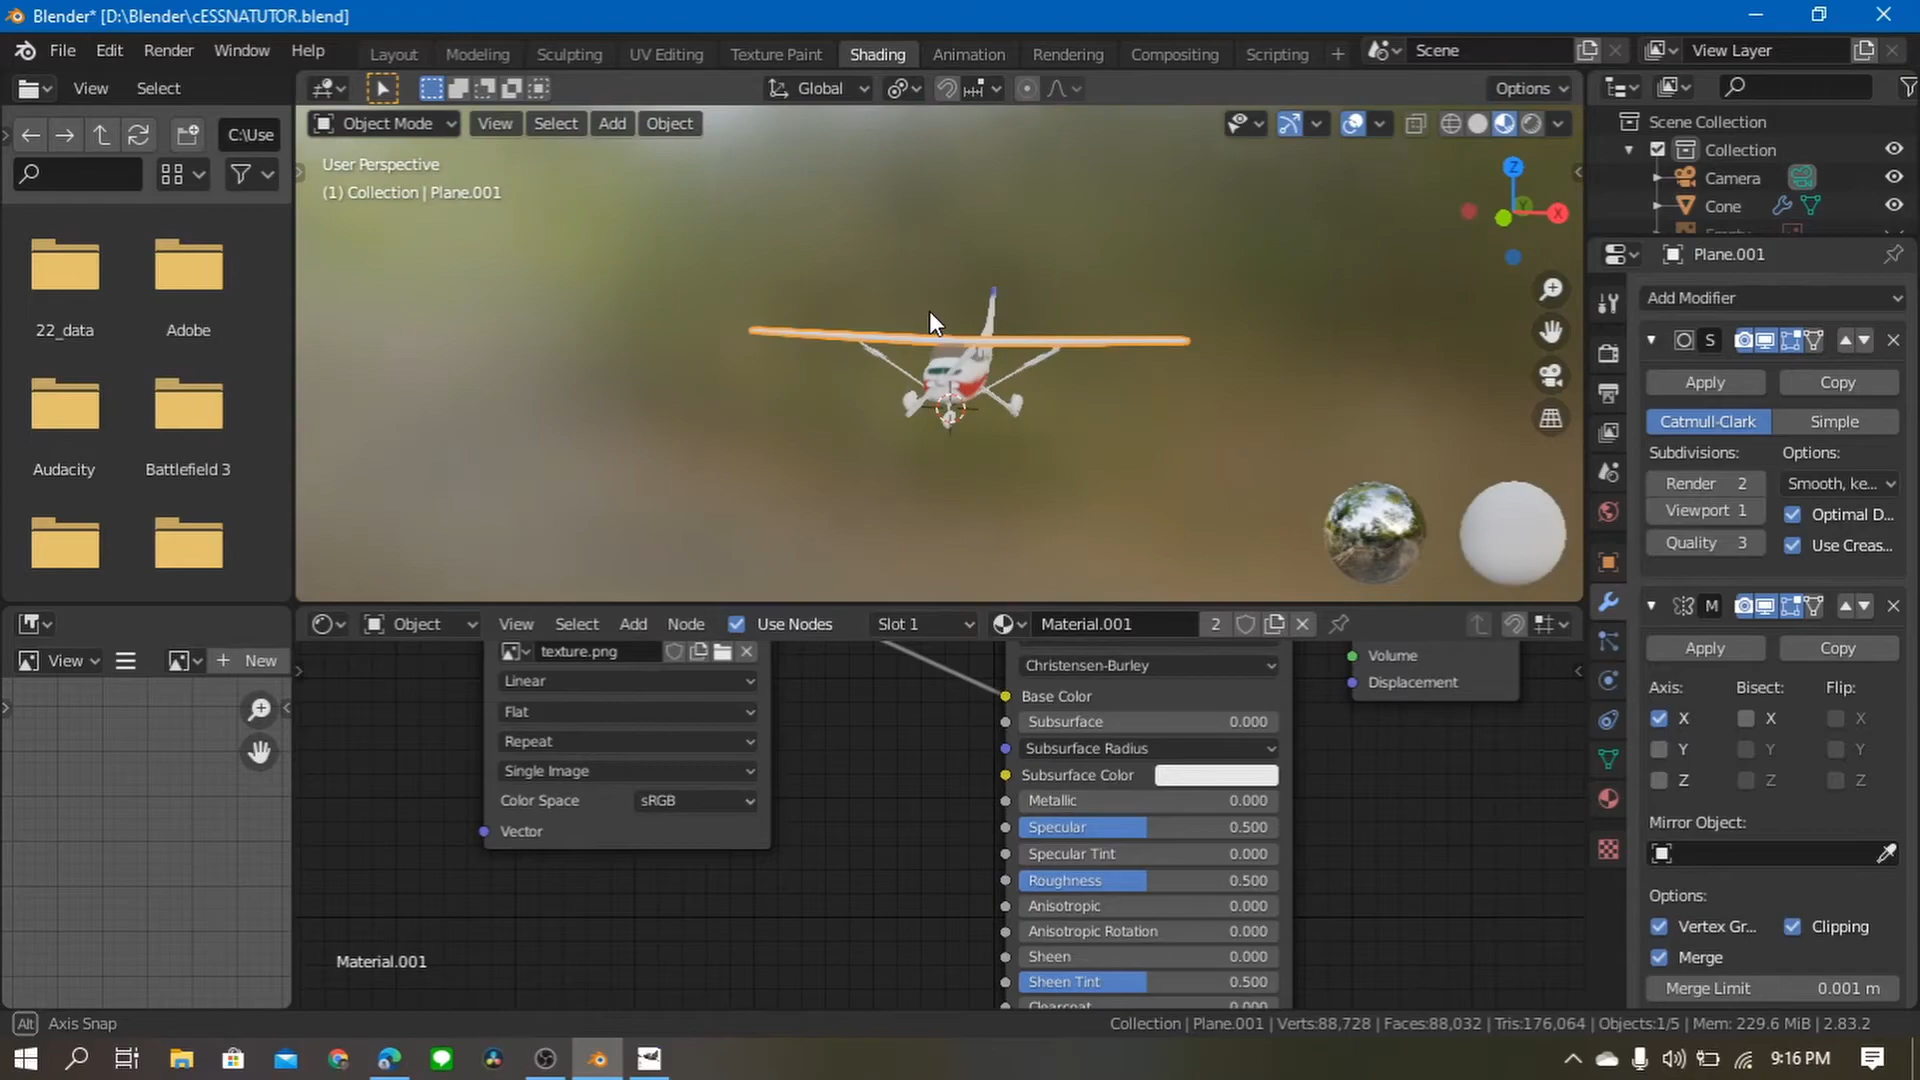 Blender* [D:\Blender\cESSNATUTOR.blend]
File Edit Render Window Help
Layout Modeling Sculpting UV Editing Texture Paint Shading Animation Rendering Compositing Scripting +
Scene
View Layer
View Select
Global
Options
C:\Use
Object Mode View Select Add Object
User Perspective
(1) Collection | Plane.001
Z
Y
X
22_data
Adobe
Audacity
Battlefield 3
Scene Collection
Collection
Camera
Cone
Plane.001
Add Modifier
S
Apply
Copy
Catmull-Clark
Simple
Subdivisions:
Options:
Render 2
Smooth, ke...
Viewport 1
Optimal D...
Quality 3
Use Creas...
M
Apply
Copy
Axis: Bisect: Flip:
X X X
Y Y Y
Z Z Z
Mirror Object:
Options:
Vertex Gr...
Clipping
Merge
Merge Limit 0.001 m
View
+ New
Object View Select Add Node Use Nodes Slot 1 Material.001 2
texture.png
Linear
Flat
Repeat
Single Image
Color Space sRGB
Vector
Christensen-Burley
Base Color
Subsurface 0.000
Subsurface Radius
Subsurface Color
Metallic 0.000
Specular 0.500
Specular Tint 0.000
Roughness 0.500
Anisotropic 0.000
Anisotropic Rotation 0.000
Sheen 0.000
Sheen Tint 0.500
Clearcoat 0.000
Volume
Displacement
Material.001
Alt Axis Snap
Collection | Plane.001 | Verts:88,728 | Faces:88,032 | Tris:176,064 | Objects:1/5 | Mem: 229.6 MiB | 2.83.2
9:16 PM